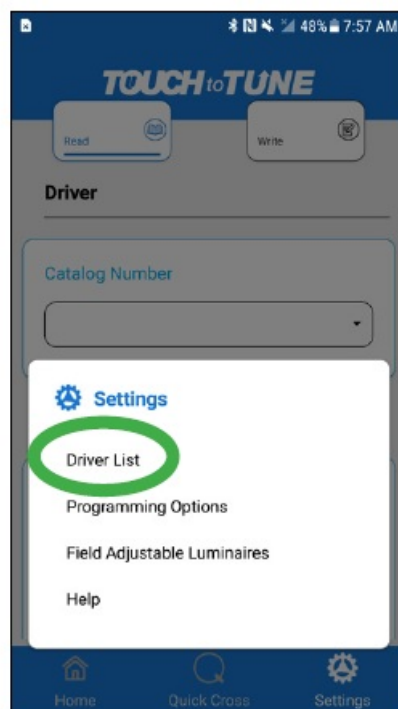 48% 7:57 AM
TOUCH to TUNE
Read
Write
Driver
Catalog Number
Settings
Driver List
Programming Options
Field Adjustable Luminaires
Help
Home Quick Cross Settings